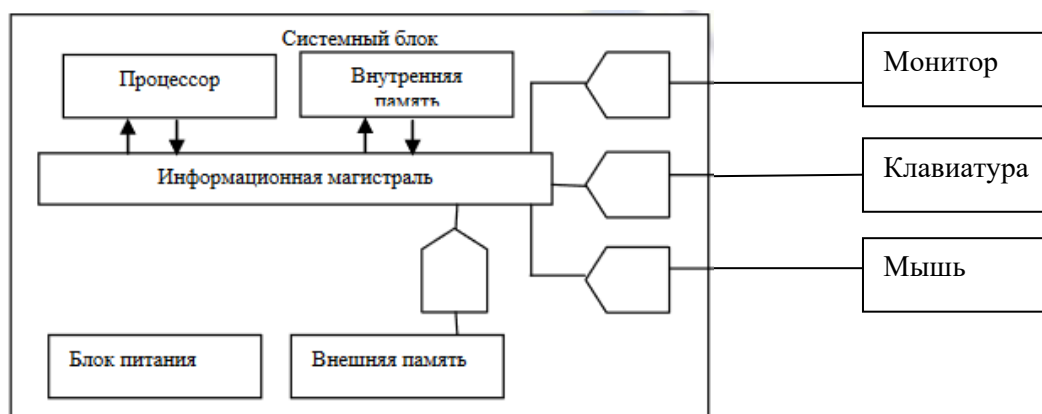 Системный блок
Процессор
Внутренняя
память
Монитор
Информационная магистраль
Клавиатура
Мышь
Блок питания
Внешняя память